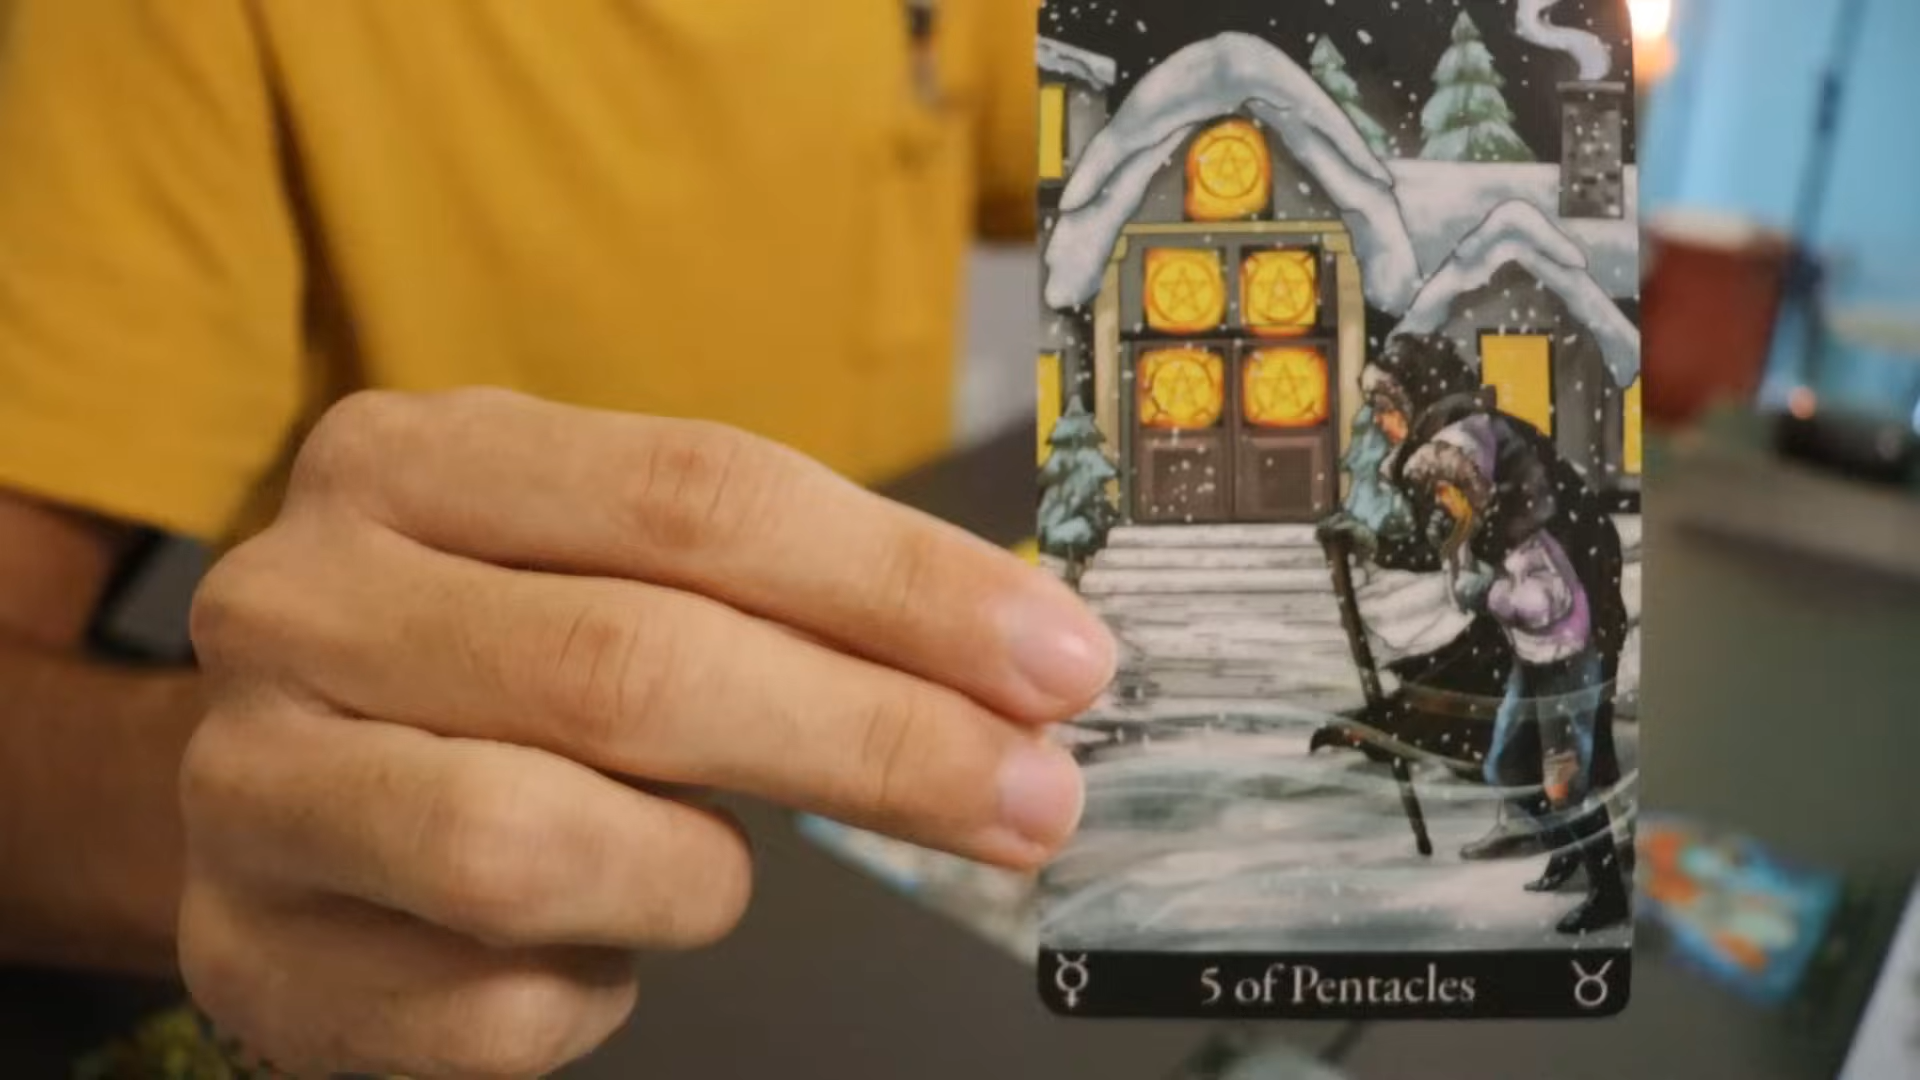 ☿ 5 of Pentacles ♉